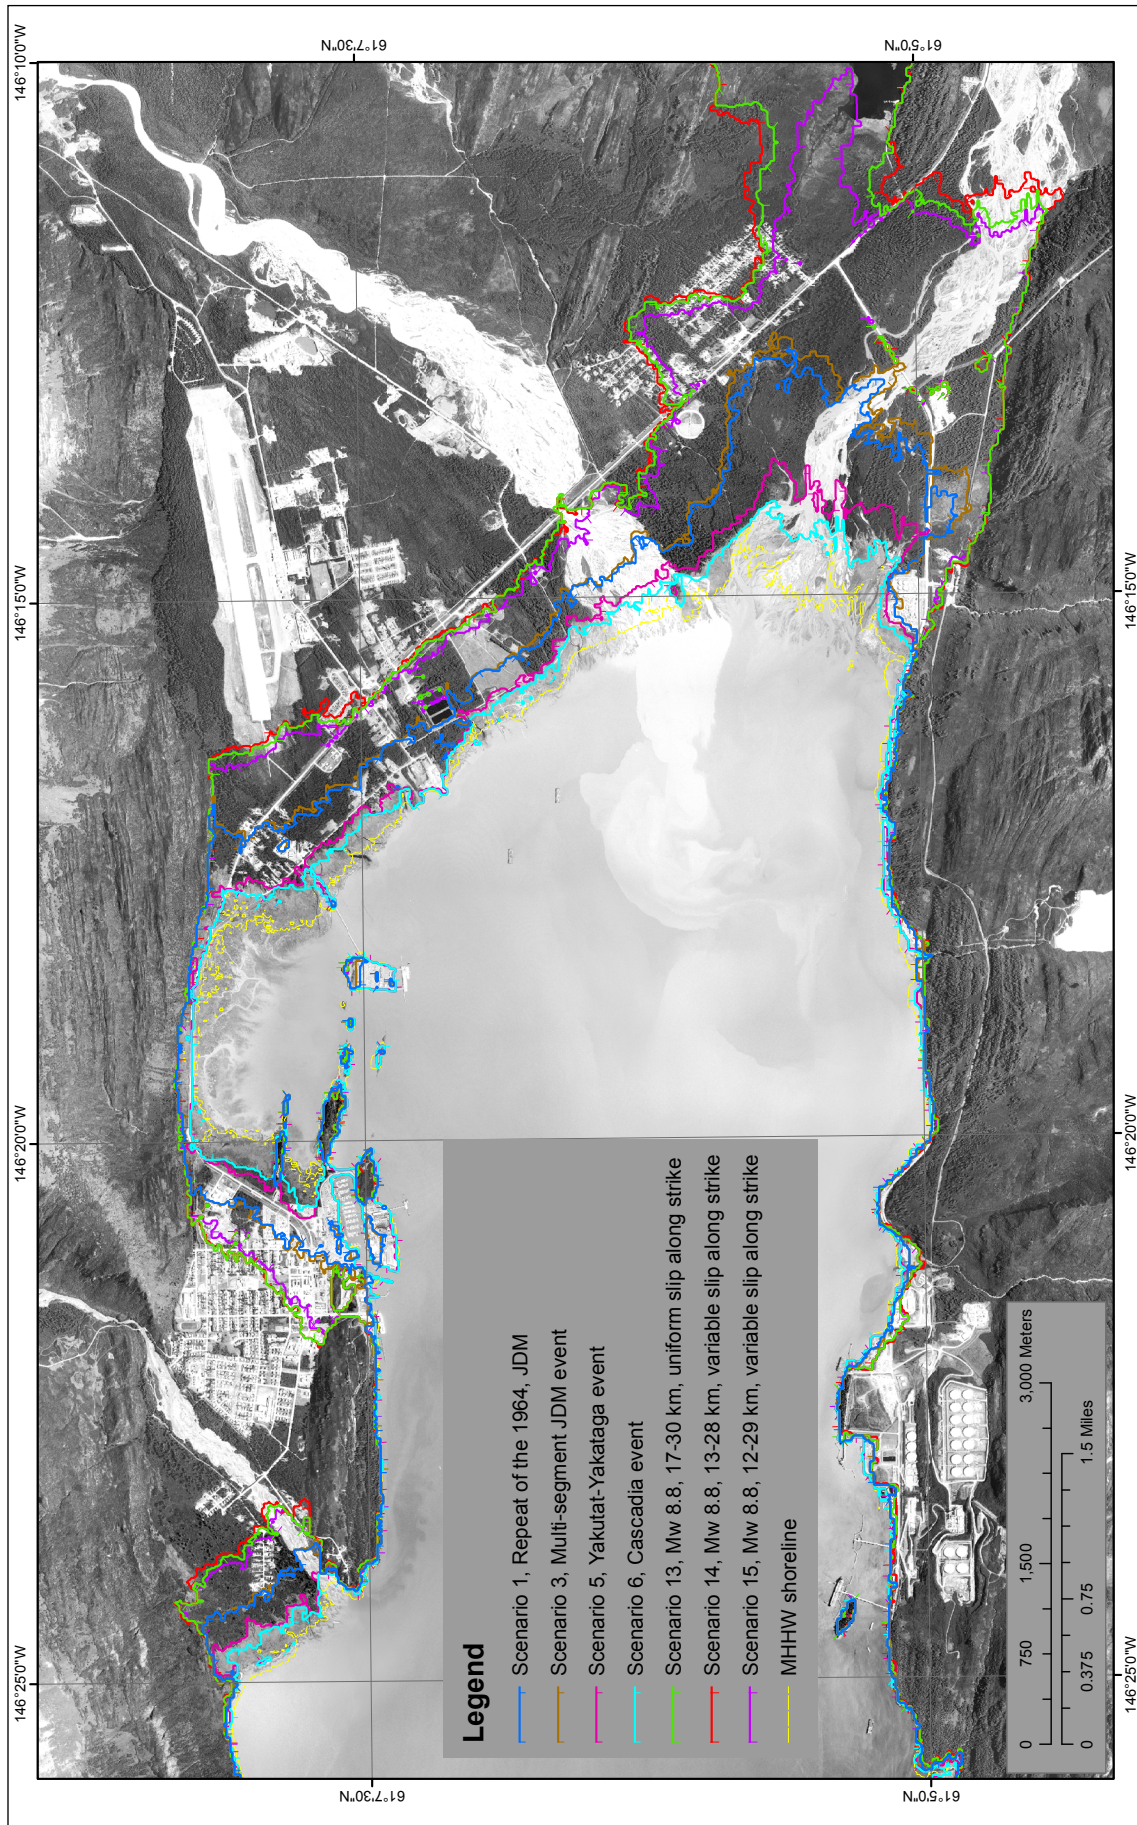 146°25'0"W
146°20'0"W
146°15'0"W
146°10'0"W
61°7'30"N
61°7'30"N
61°5'0"N
61°5'0"N
Legend
Scenario 1, Repeat of the 1964, JDM
Scenario 3, Multi-segment JDM event
Scenario 5, Yakutat-Yakataga event
Scenario 6, Cascadia event
Scenario 13, Mw 8.8, 17-30 km, uniform slip along strike
Scenario 14, Mw 8.8, 13-28 km, variable slip along strike
Scenario 15, Mw 8.8, 12-29 km, variable slip along strike
MHHW shoreline
0 750 1,500 3,000 Meters
0 0.375 0.75 1.5 Miles
146°25'0"W
146°20'0"W
146°15'0"W
146°10'0"W